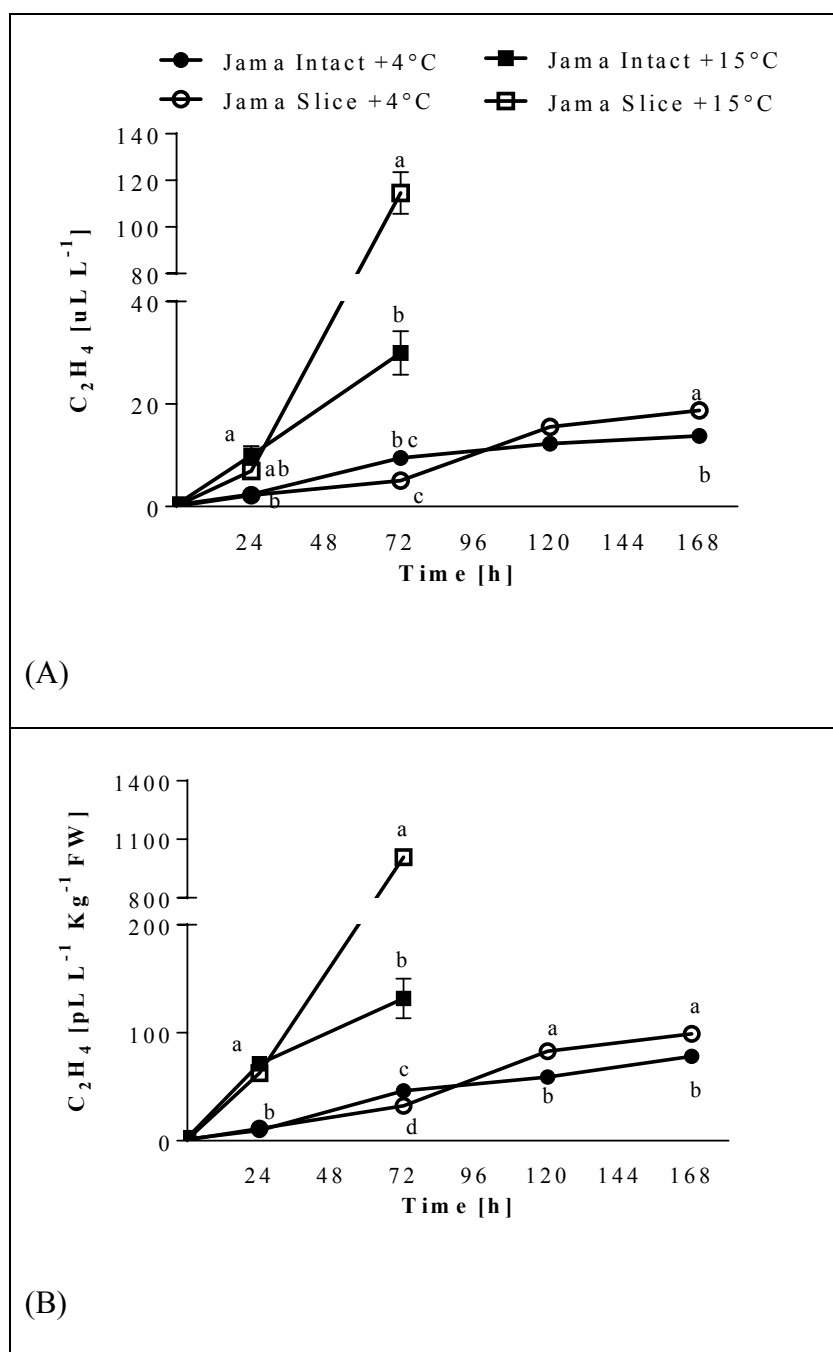 Jama Intact +4°C Jama Intact +15°C
Jama Slice +4°C Jama Slice +15°C
140
120
100
80
40
20
0
C₂H₄ [uL L⁻¹]
a
b
a
ab
b
bc
c
a
b
24 48 72 96 120 144 168
Time [h]
(A)
1400
1100
800
200
100
0
C₂H₄ [pL L⁻¹ Kg⁻¹ FW]
a
b
a
b
c
d
a
b
a
b
24 48 72 96 120 144 168
Time [h]
(B)